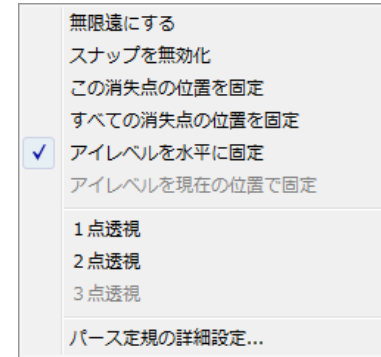 無限遠にする
スナップを無効化
この消失点の位置を固定
すべての消失点の位置を固定
アイレベルを水平に固定
アイレベルを現在の位置で固定
1点透視
2点透視
3点透視
パース定規の詳細設定...